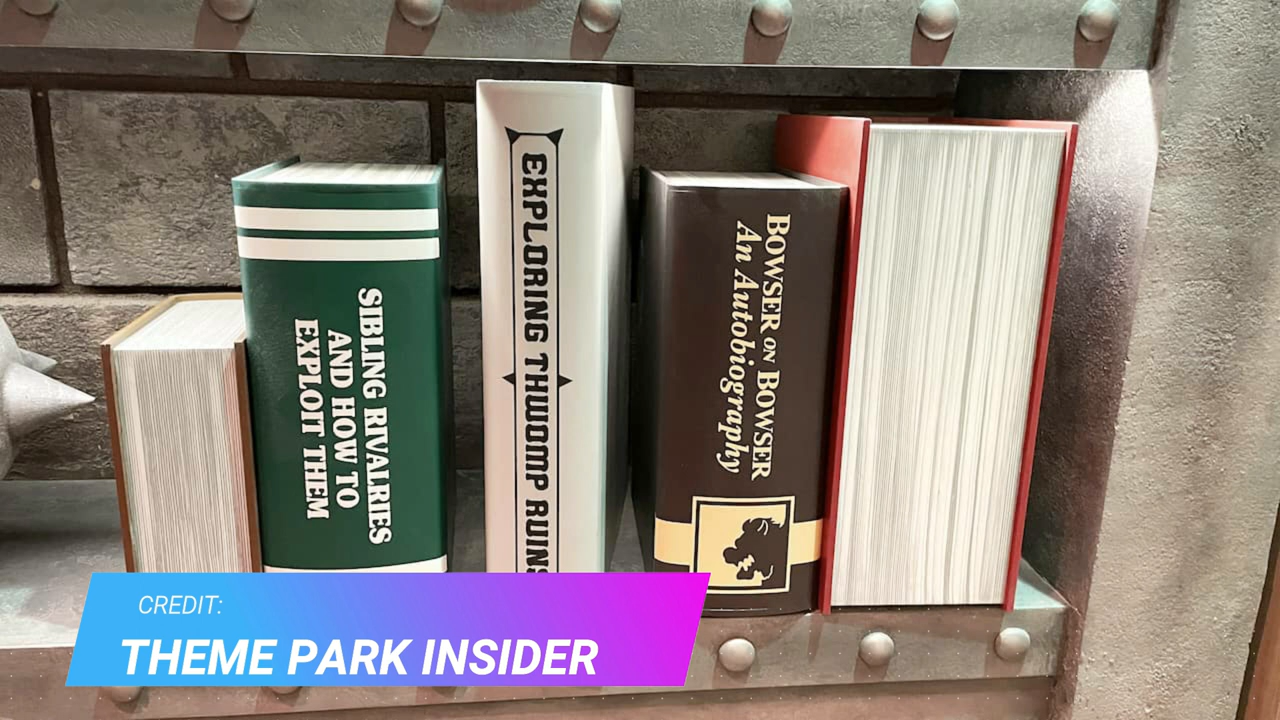 SIBLING RIVALRIES
AND HOW TO
EXPLOIT THEM
EXPLORING THWOMP RUINS
BOWSER ON BOWSER
An Autobiography
CREDIT:
THEME PARK INSIDER